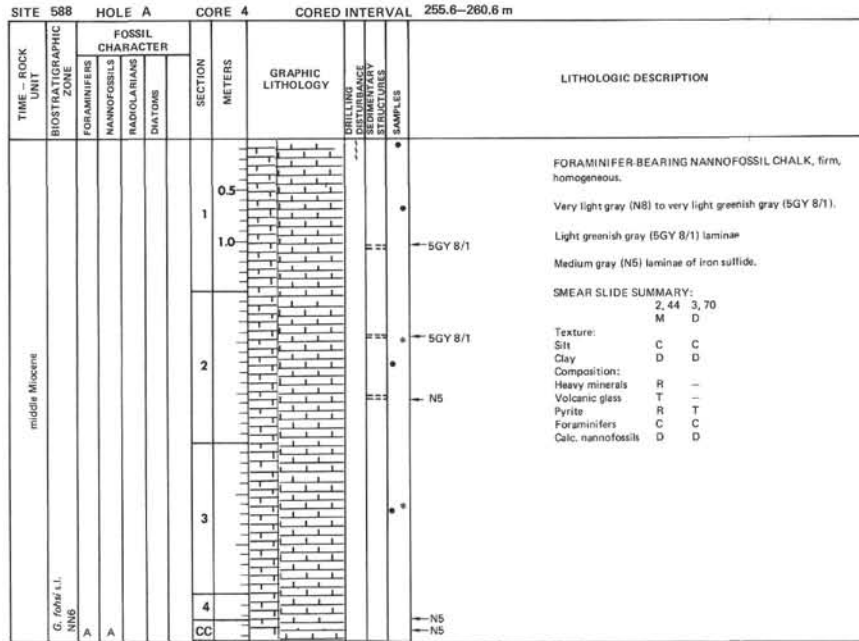 SITE 588 HOLE A CORE 4 CORED INTERVAL 255.6–260.6 m
TIME – ROCK UNIT
BIOSTRATIGRAPHIC ZONE
FOSSIL CHARACTER
FORAMINIFERS
NANNOFOSSILS
RADIOLARIANS
DIATOMS
SECTION
METERS
GRAPHIC LITHOLOGY
DRILLING DISTURBANCE
SEDIMENTARY STRUCTURES
SAMPLES
LITHOLOGIC DESCRIPTION
middle Miocene
G. fohsi s.l.
NN6
A A
1
0.5
1.0
2
3
4
CC
5GY 8/1
5GY 8/1
N5
N5
N5
FORAMINIFER-BEARING NANNOFOSSIL CHALK, firm,
homogeneous.
Very light gray (N8) to very light greenish gray (5GY 8/1).
Light greenish gray (5GY 8/1) laminae
Medium gray (N5) laminae of iron sulfide.
SMEAR SLIDE SUMMARY:
2, 44 3, 70
M D
Texture:
Silt C C
Clay D D
Composition:
Heavy minerals R –
Volcanic glass T –
Pyrite R T
Foraminifers C C
Calc. nannofossils D D